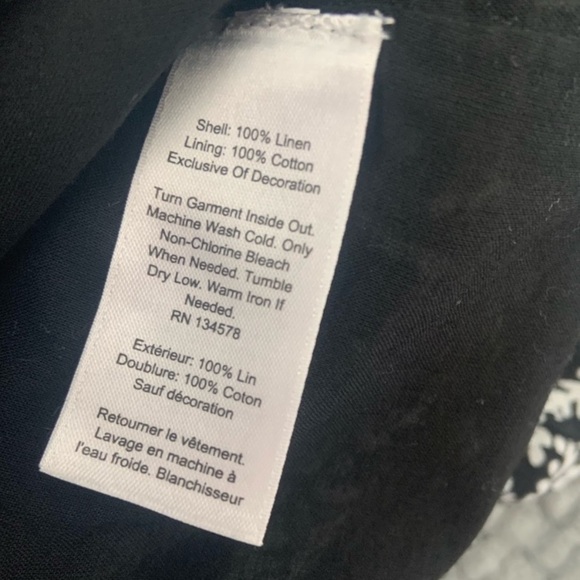 Shell: 100% Linen
Lining: 100% Cotton
Exclusive Of Decoration
Turn Garment Inside Out.
Machine Wash Cold. Only
Non-Chlorine Bleach
When Needed. Tumble
Dry Low. Warm Iron If
Needed.
RN 134578
Extérieur: 100% Lin
Doublure: 100% Coton
Sauf décoration
Retourner le vêtement.
Lavage en machine à
l'eau froide. Blanchisseur